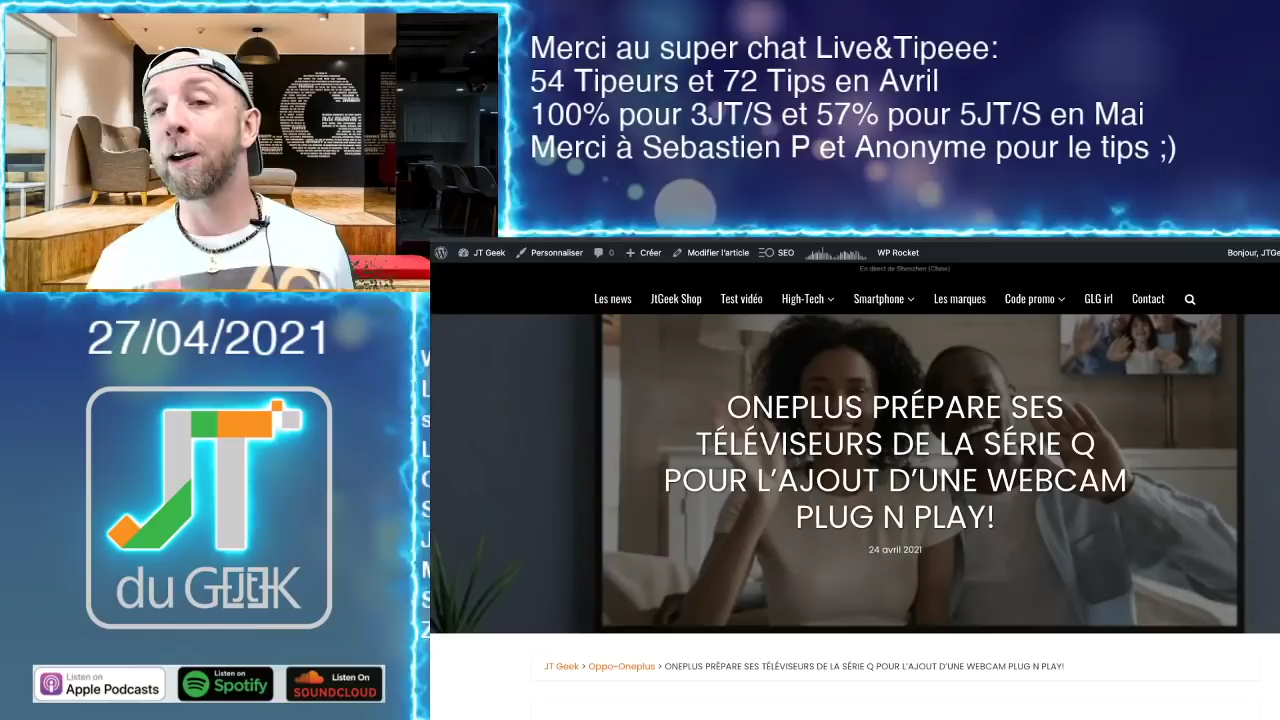 Merci au super chat Live&Tipeee:
54 Tipeurs et 72 Tips en Avril
100% pour 3JT/S et 57% pour 5JT/S en Mai
Merci à Sebastien P et Anonyme pour le tips ;)
JT Geek Personnaliser 0 Créer Modifier l'article SEO WP Rocket Bonjour, JTGe
En direct de Shenzhen (Chine)
Les news JtGeek Shop Test vidéo High-Tech Smartphone Les marques Code promo GLG irl Contact
27/04/2021
JT
du GEEK
ONEPLUS PRÉPARE SES
TÉLÉVISEURS DE LA SÉRIE Q
POUR L'AJOUT D'UNE WEBCAM
PLUG N PLAY!
24 avril 2021
JT Geek > Oppo-Oneplus > ONEPLUS PRÉPARE SES TÉLÉVISEURS DE LA SÉRIE Q POUR L'AJOUT D'UNE WEBCAM PLUG N PLAY!
Listen on
Apple Podcasts
Listen on
Spotify
Listen On
SOUNDCLOUD